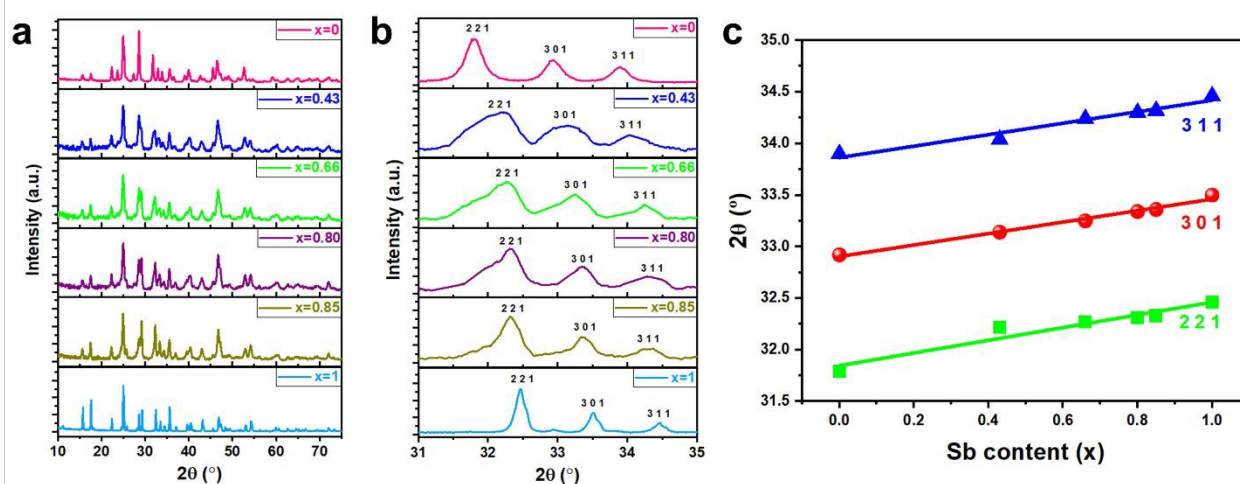 a
x=0
x=0.43
x=0.66
x=0.80
x=0.85
x=1
Intensity (a.u.)
10 20 30 40 50 60 70
2θ (°)
b
x=0
2 2 1 3 0 1 3 1 1
x=0.43
2 2 1 3 0 1 3 1 1
x=0.66
2 2 1 3 0 1 3 1 1
x=0.80
2 2 1 3 0 1 3 1 1
x=0.85
2 2 1 3 0 1 3 1 1
x=1
2 2 1 3 0 1 3 1 1
Intensity (a.u.)
31 32 33 34 35
2θ (°)
c
35.0
34.5
34.0
33.5
33.0
32.5
32.0
31.5
2θ (°)
3 1 1
3 0 1
2 2 1
0.0 0.2 0.4 0.6 0.8 1.0
Sb content (x)